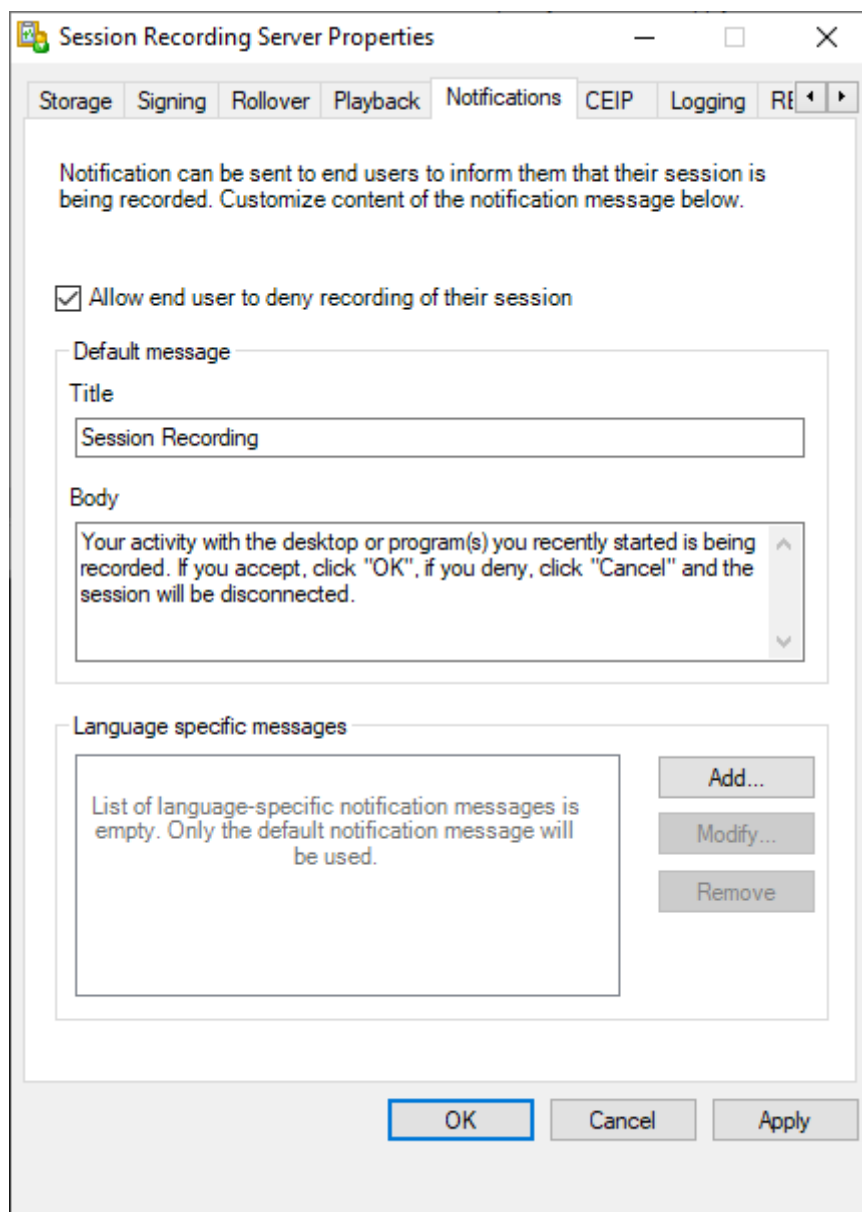 Session Recording Server Properties
Storage
Signing
Rollover
Playback
Notifications
CEIP
Logging
Notification can be sent to end users to inform them that their session is
being recorded. Customize content of the notification message below.
Allow end user to deny recording of their session
Default message
Title
Session Recording
Body
Your activity with the desktop or program(s) you recently started is being
recorded. If you accept, click "OK", if you deny, click "Cancel" and the
session will be disconnected.
Language specific messages
List of language-specific notification messages is
empty. Only the default notification message will
be used.
Add...
Modify...
Remove
OK
Cancel
Apply